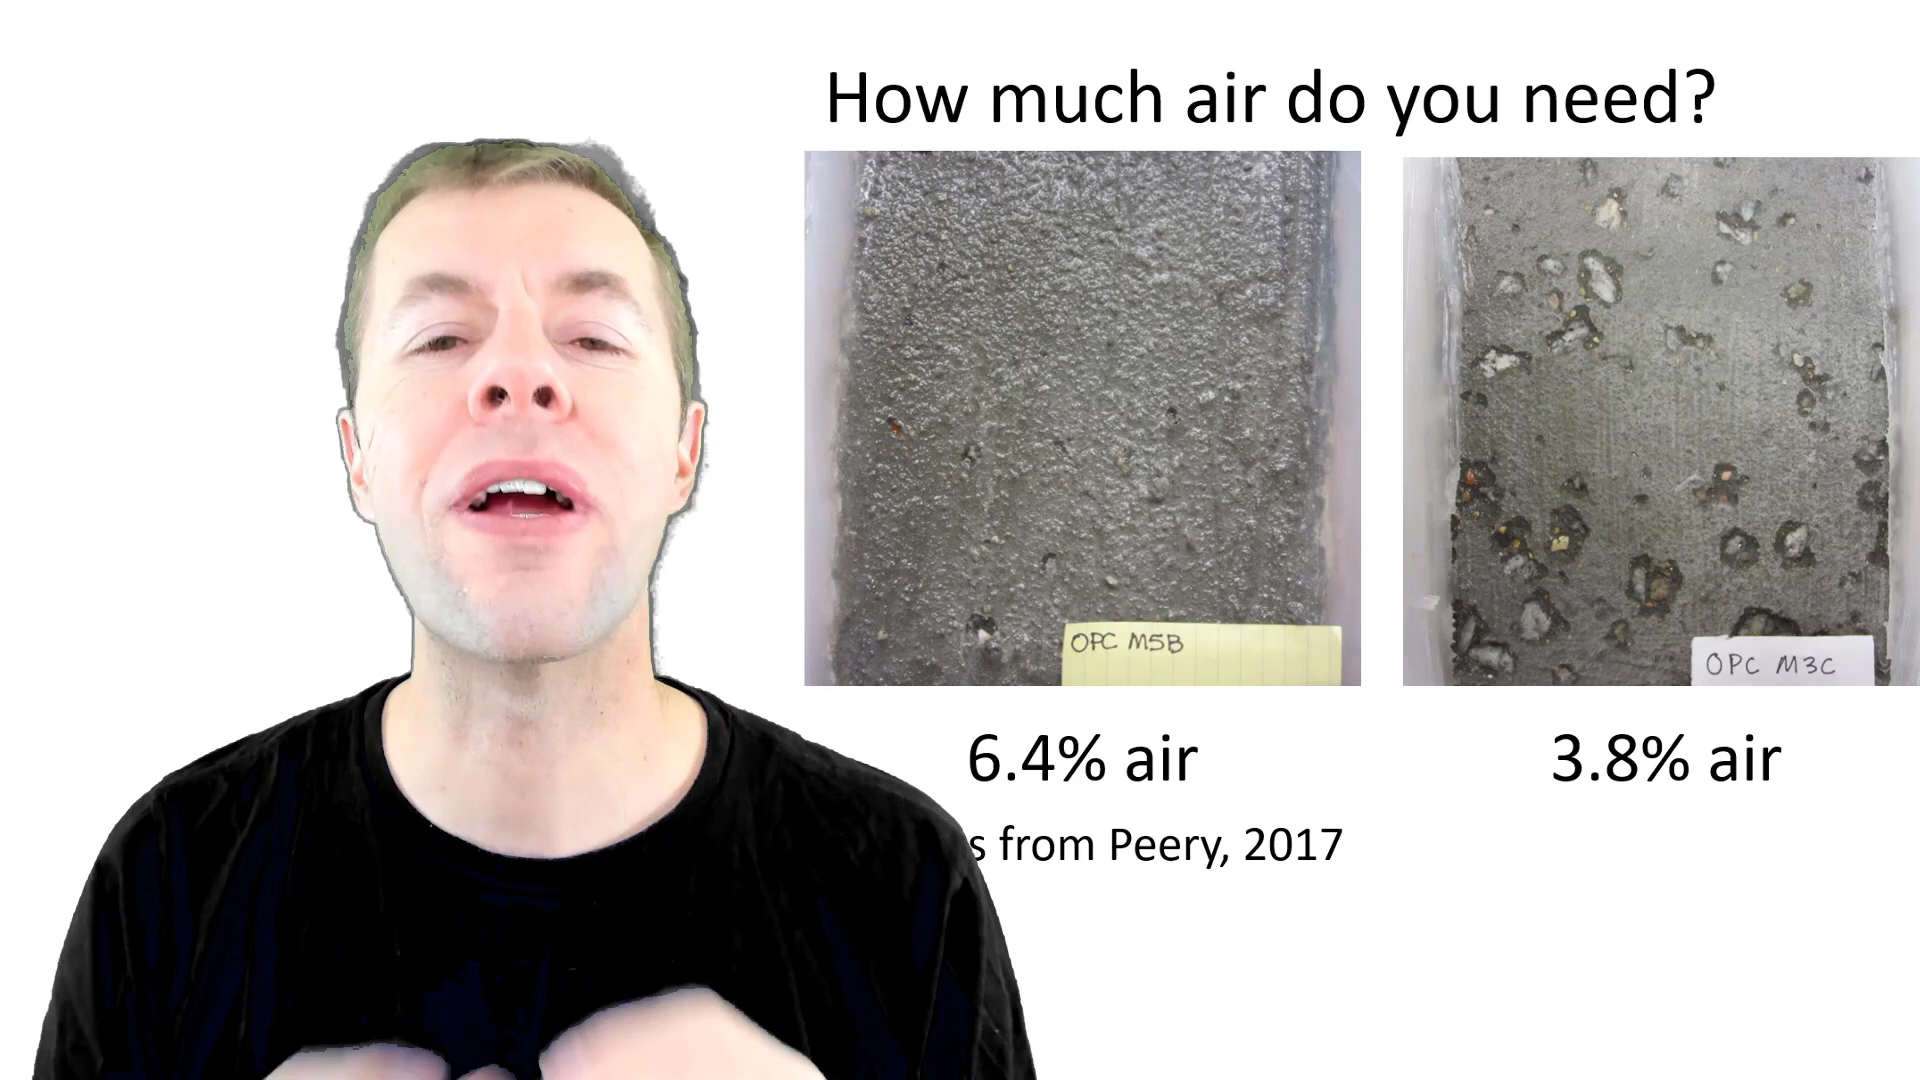 How much air do you need?
OPC M5B
OPC M3C
6.4% air
3.8% air
s from Peery, 2017